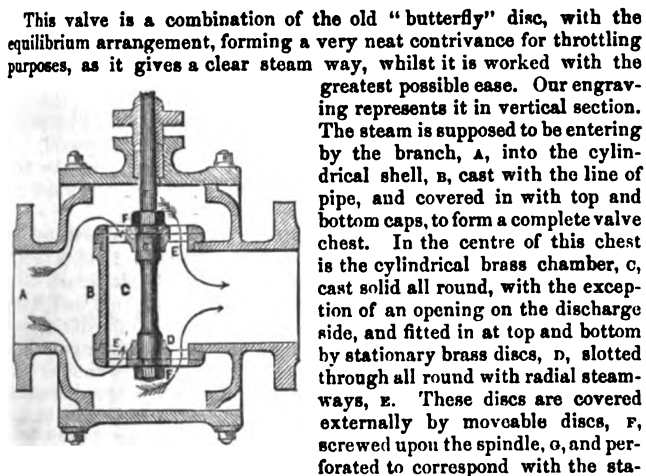 This valve is a combination of the old “butterfly” disc, with the
equilibrium arrangement, forming a very neat contrivance for throttling
purposes, as it gives a clear steam way, whilst it is worked with the
greatest possible ease. Our engrav-
ing represents it in vertical section.
The steam is supposed to be entering
by the branch, A, into the cylin-
drical shell, B, cast with the line of
pipe, and covered in with top and
bottom caps, to form a complete valve
chest. In the centre of this chest
is the cylindrical brass chamber, C,
cast solid all round, with the excep-
tion of an opening on the discharge
side, and fitted in at top and bottom
by stationary brass discs, D, slotted
through all round with radial steam-
ways, E. These discs are covered
externally by moveable discs, F,
screwed upon the spindle, G, and per-
forated to correspond with the sta-
F
E
A
B
C
E
D
F